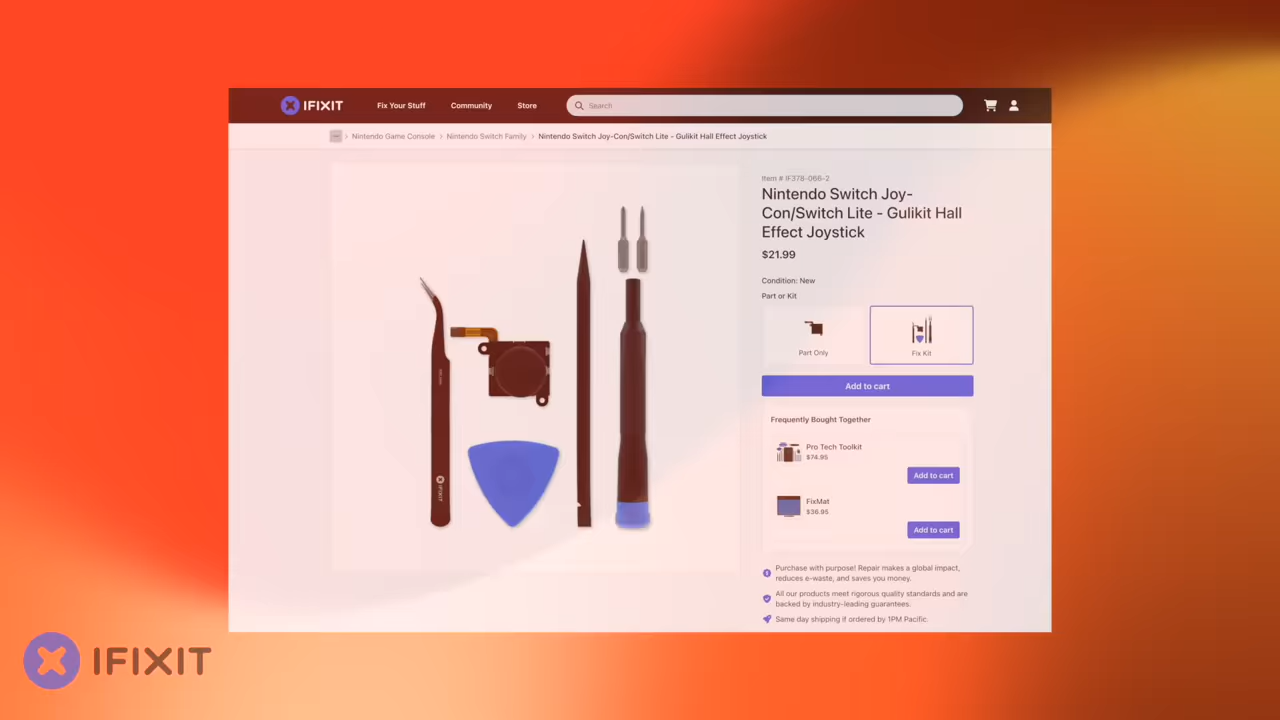 IFIXIT
Fix Your Stuff
Community
Store
Search
Nintendo Game Console > Nintendo Switch Family > Nintendo Switch Joy-Con/Switch Lite - Gulikit Hall Effect Joystick
Item # IF378-066-2
Nintendo Switch Joy-
Con/Switch Lite - Gulikit Hall
Effect Joystick
$21.99
Condition: New
Part or Kit
Part Only
Fix Kit
Add to cart
Frequently Bought Together
Pro Tech Toolkit
$74.95
Add to cart
FixMat
$36.95
Add to cart
Purchase with purpose! Repair makes a global impact,
reduces e-waste, and saves you money.
All our products meet rigorous quality standards and are
backed by industry-leading guarantees.
Same day shipping if ordered by 1PM Pacific.
IFIXIT
IFIXIT